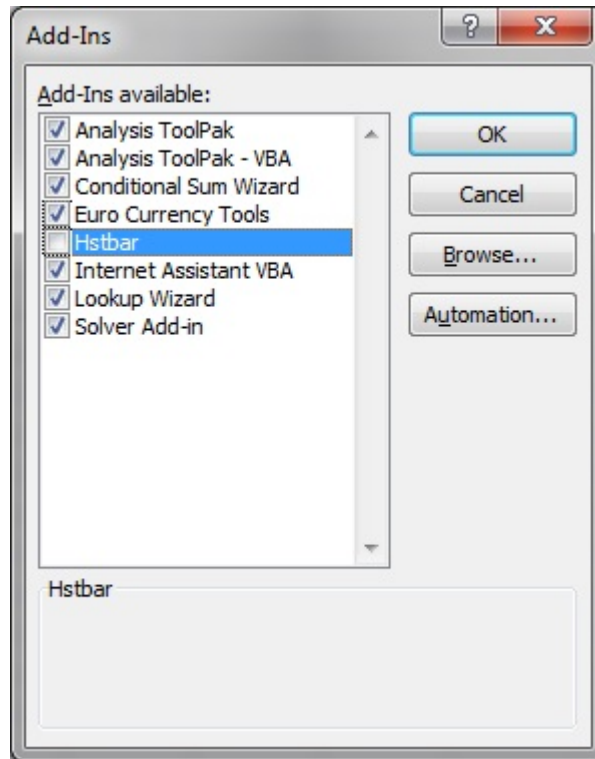 Add-Ins
Add-Ins available:
Analysis ToolPak
Analysis ToolPak - VBA
Conditional Sum Wizard
Euro Currency Tools
Hstbar
Internet Assistant VBA
Lookup Wizard
Solver Add-in
OK
Cancel
Browse...
Automation...
Hstbar